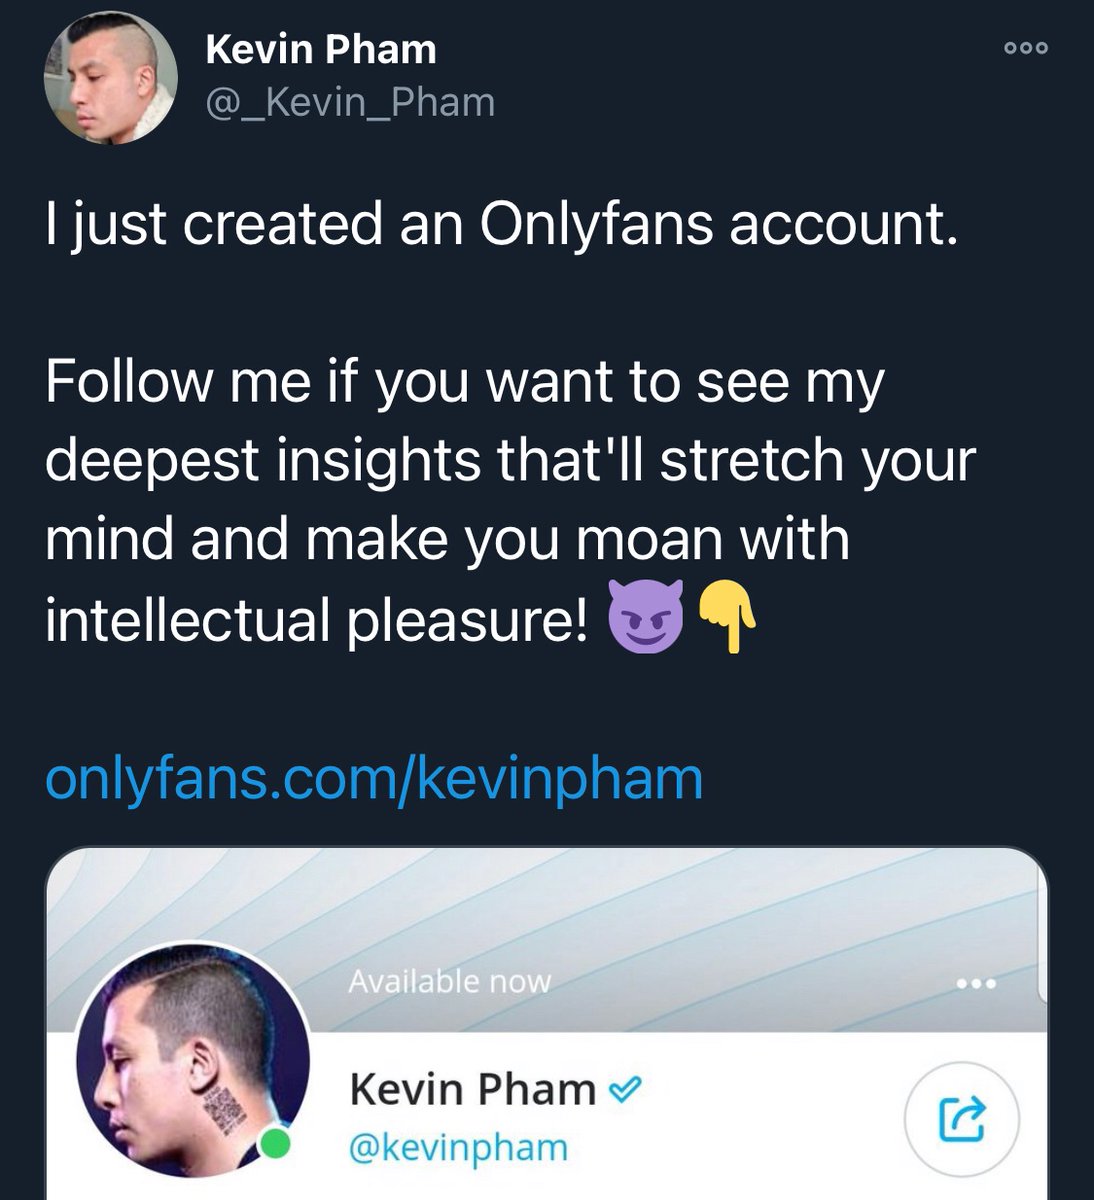 Kevin Pham
@_Kevin_Pham
I just created an Onlyfans account.
Follow me if you want to see my
deepest insights that'll stretch your
mind and make you moan with
intellectual pleasure! 😈👇
onlyfans.com/kevinpham
Available now
Kevin Pham
@kevinpham